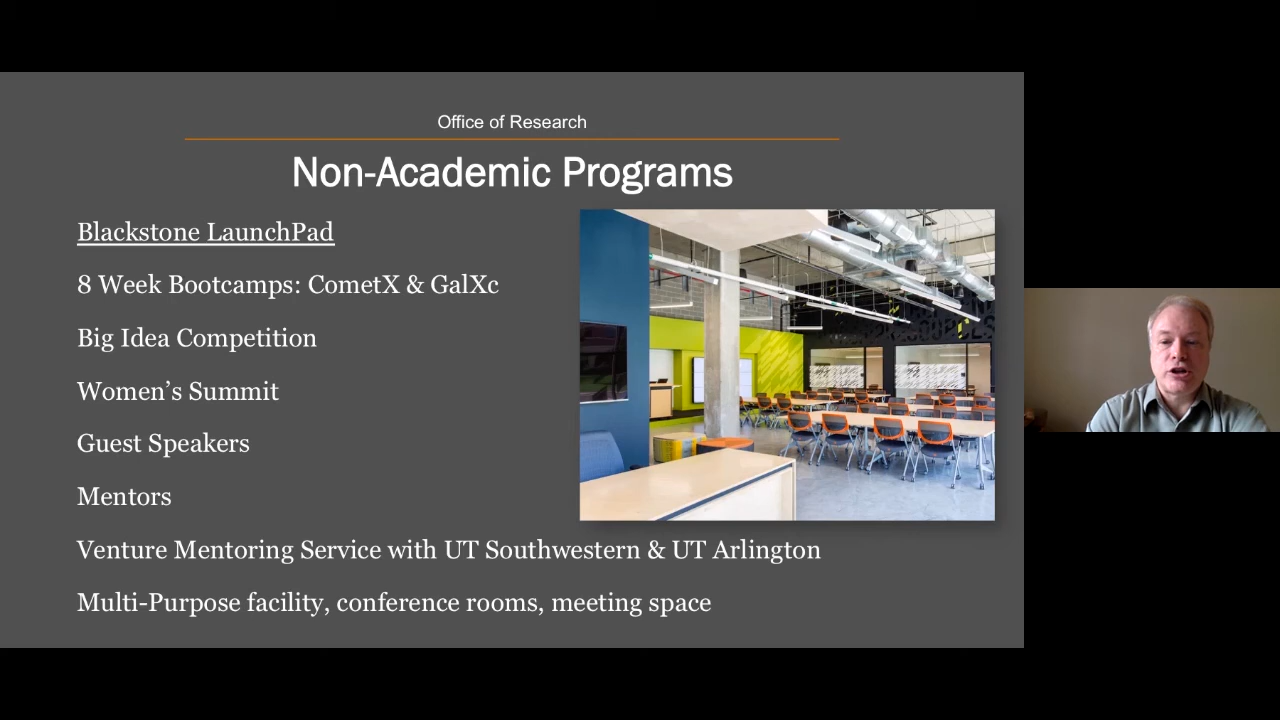 Office of Research
Non-Academic Programs
Blackstone LaunchPad
8 Week Bootcamps: CometX & GalXc
Big Idea Competition
Women’s Summit
Guest Speakers
Mentors
Venture Mentoring Service with UT Southwestern & UT Arlington
Multi-Purpose facility, conference rooms, meeting space